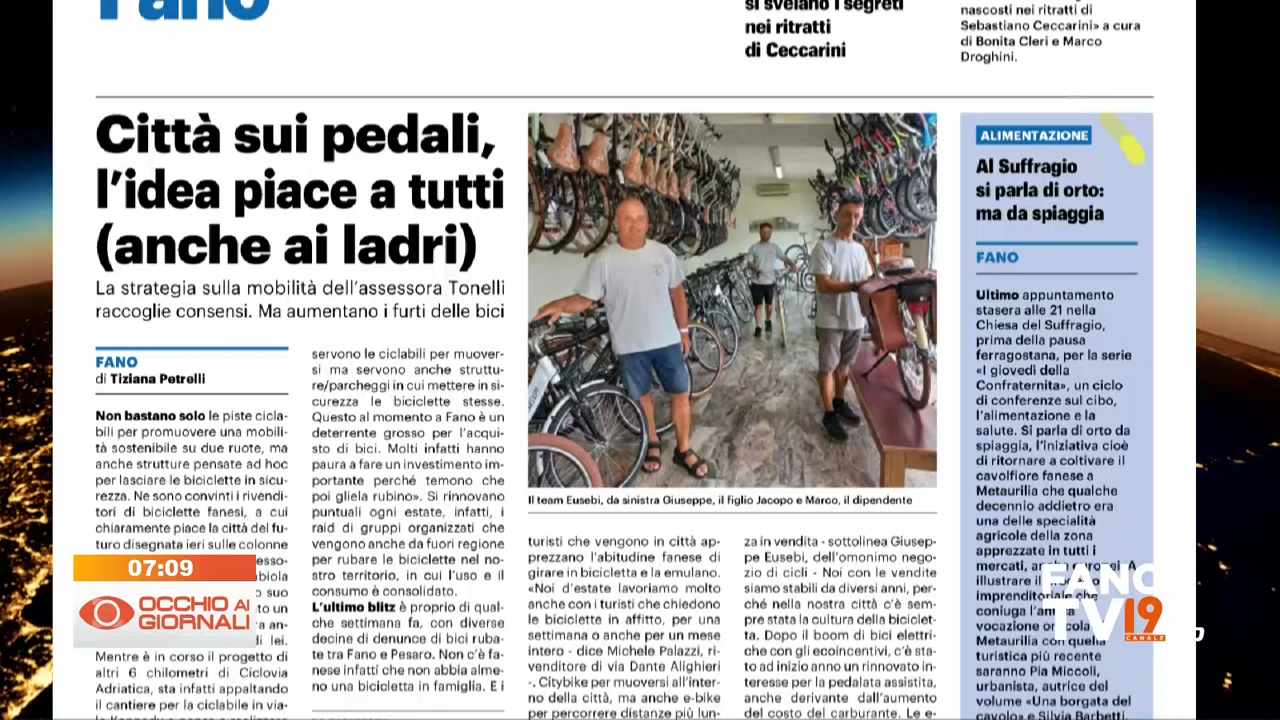 Fano
si svelano i segreti
nei ritratti
di Ceccarini
nascosti nei ritratti di
Sebastiano Ceccarini» a cura
di Bonita Cleri e Marco
Droghini.
Città sui pedali,
l'idea piace a tutti
(anche ai ladri)
La strategia sulla mobilità dell'assessora Tonelli
raccoglie consensi. Ma aumentano i furti delle bici
FANO
di Tiziana Petrelli
Non bastano solo le piste cicla-
bili per promuovere una mobili-
tà sostenibile su due ruote, ma
anche strutture pensate ad hoc
per lasciare le biciclette in sicu-
rezza. Ne sono convinti i rivendi-
tori di biciclette fanesi, a cui
chiaramente piace la città del fu-
turo disegnata ieri sulle colonne
Mentre è in corso il progetto di
altri 6 chilometri di Ciclovia
Adriatica, sta infatti appaltando
il cantiere per la ciclabile in via-
servono le ciclabili per muover-
si ma servono anche struttu-
re/parcheggi in cui mettere in si-
curezza le biciclette stesse.
Questo al momento a Fano è un
deterrente grosso per l'acqui-
sto di bici. Molti infatti hanno
paura a fare un investimento im-
portante perché temono che
poi gliela rubino». Si rinnovano
puntuali ogni estate, infatti, i
raid di gruppi organizzati che
vengono anche da fuori regione
per rubare le biciclette nel no-
stro territorio, in cui l'uso e il
consumo è consolidato.
L'ultimo blitz è proprio di qual-
che settimana fa, con diverse
decine di denunce di bici ruba-
te tra Fano e Pesaro. Non c'è fa-
nese infatti che non abbia alme-
no una bicicletta in famiglia. E i
Il team Eusebi, da sinistra Giuseppe, il figlio Jacopo e Marco, il dipendente
turisti che vengono in città ap-
prezzano l'abitudine fanese di
girare in bicicletta e la emulano.
«Noi d'estate lavoriamo molto
anche con i turisti che chiedono
le biciclette in affitto, per una
settimana o anche per un mese
intero - dice Michele Palazzi, ri-
venditore di via Dante Alighieri
-. Citybike per muoversi all'inter-
no della città, ma anche e-bike
per percorrere distanze più lun-
za in vendita - sottolinea Giusep-
pe Eusebi, dell'omonimo nego-
zio di cicli - Noi con le vendite
siamo stabili da diversi anni, per-
ché nella nostra città c'è sem-
pre stata la cultura della biciclet-
ta. Dopo il boom di bici elettri-
che con gli ecoincentivi, c'è sta-
to ad inizio anno un rinnovato in-
teresse per la pedalata assistita,
anche derivante dall'aumento
del costo del carburante. Le e-
ALIMENTAZIONE
Al Suffragio
si parla di orto:
ma da spiaggia
FANO
Ultimo appuntamento
stasera alle 21 nella
Chiesa del Suffragio,
prima della pausa
ferragostana, per la serie
«I giovedì della
Confraternita», un ciclo
di conferenze sul cibo,
l'alimentazione e la
salute. Si parla di orto da
spiaggia, l'iniziativa cioè
di ritornare a coltivare il
cavolfiore fanese a
Metaurilia che qualche
decennio addietro era
una delle specialità
agricole della zona
apprezzate in tutti i
mercati,
illustrare il
imprenditoriale che
coniuga
vocazione
Metaurilia con quella
turistica più recente
saranno Pia Miccoli,
urbanista, autrice del
volume «Una borgata del
cavolo» e Silvia Barbetti,
07:09
OCCHIO AI
GIORNALI
FANO
TV19
CANALE